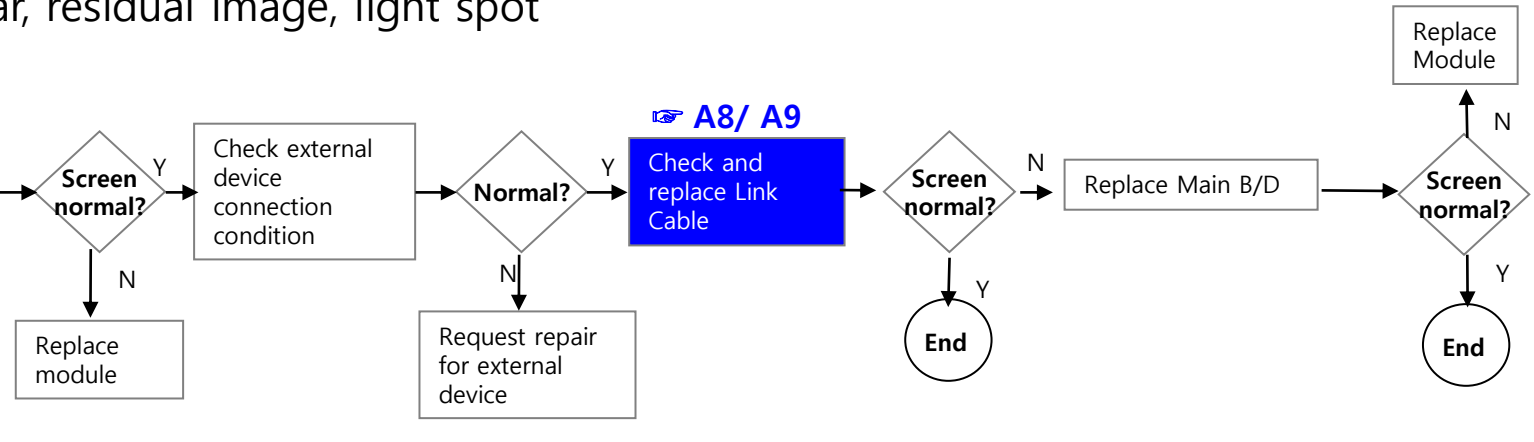 residual image, light spot
Replace
Module
N
☞ A8/ A9
Screen
normal?
Y
Check external
device
connection
condition
Normal?
Y
Check and
replace Link
Cable
Screen
normal?
N
Replace Main B/D
Screen
normal?
N
Replace
module
N
Request repair
for external
device
Y
End
Y
End